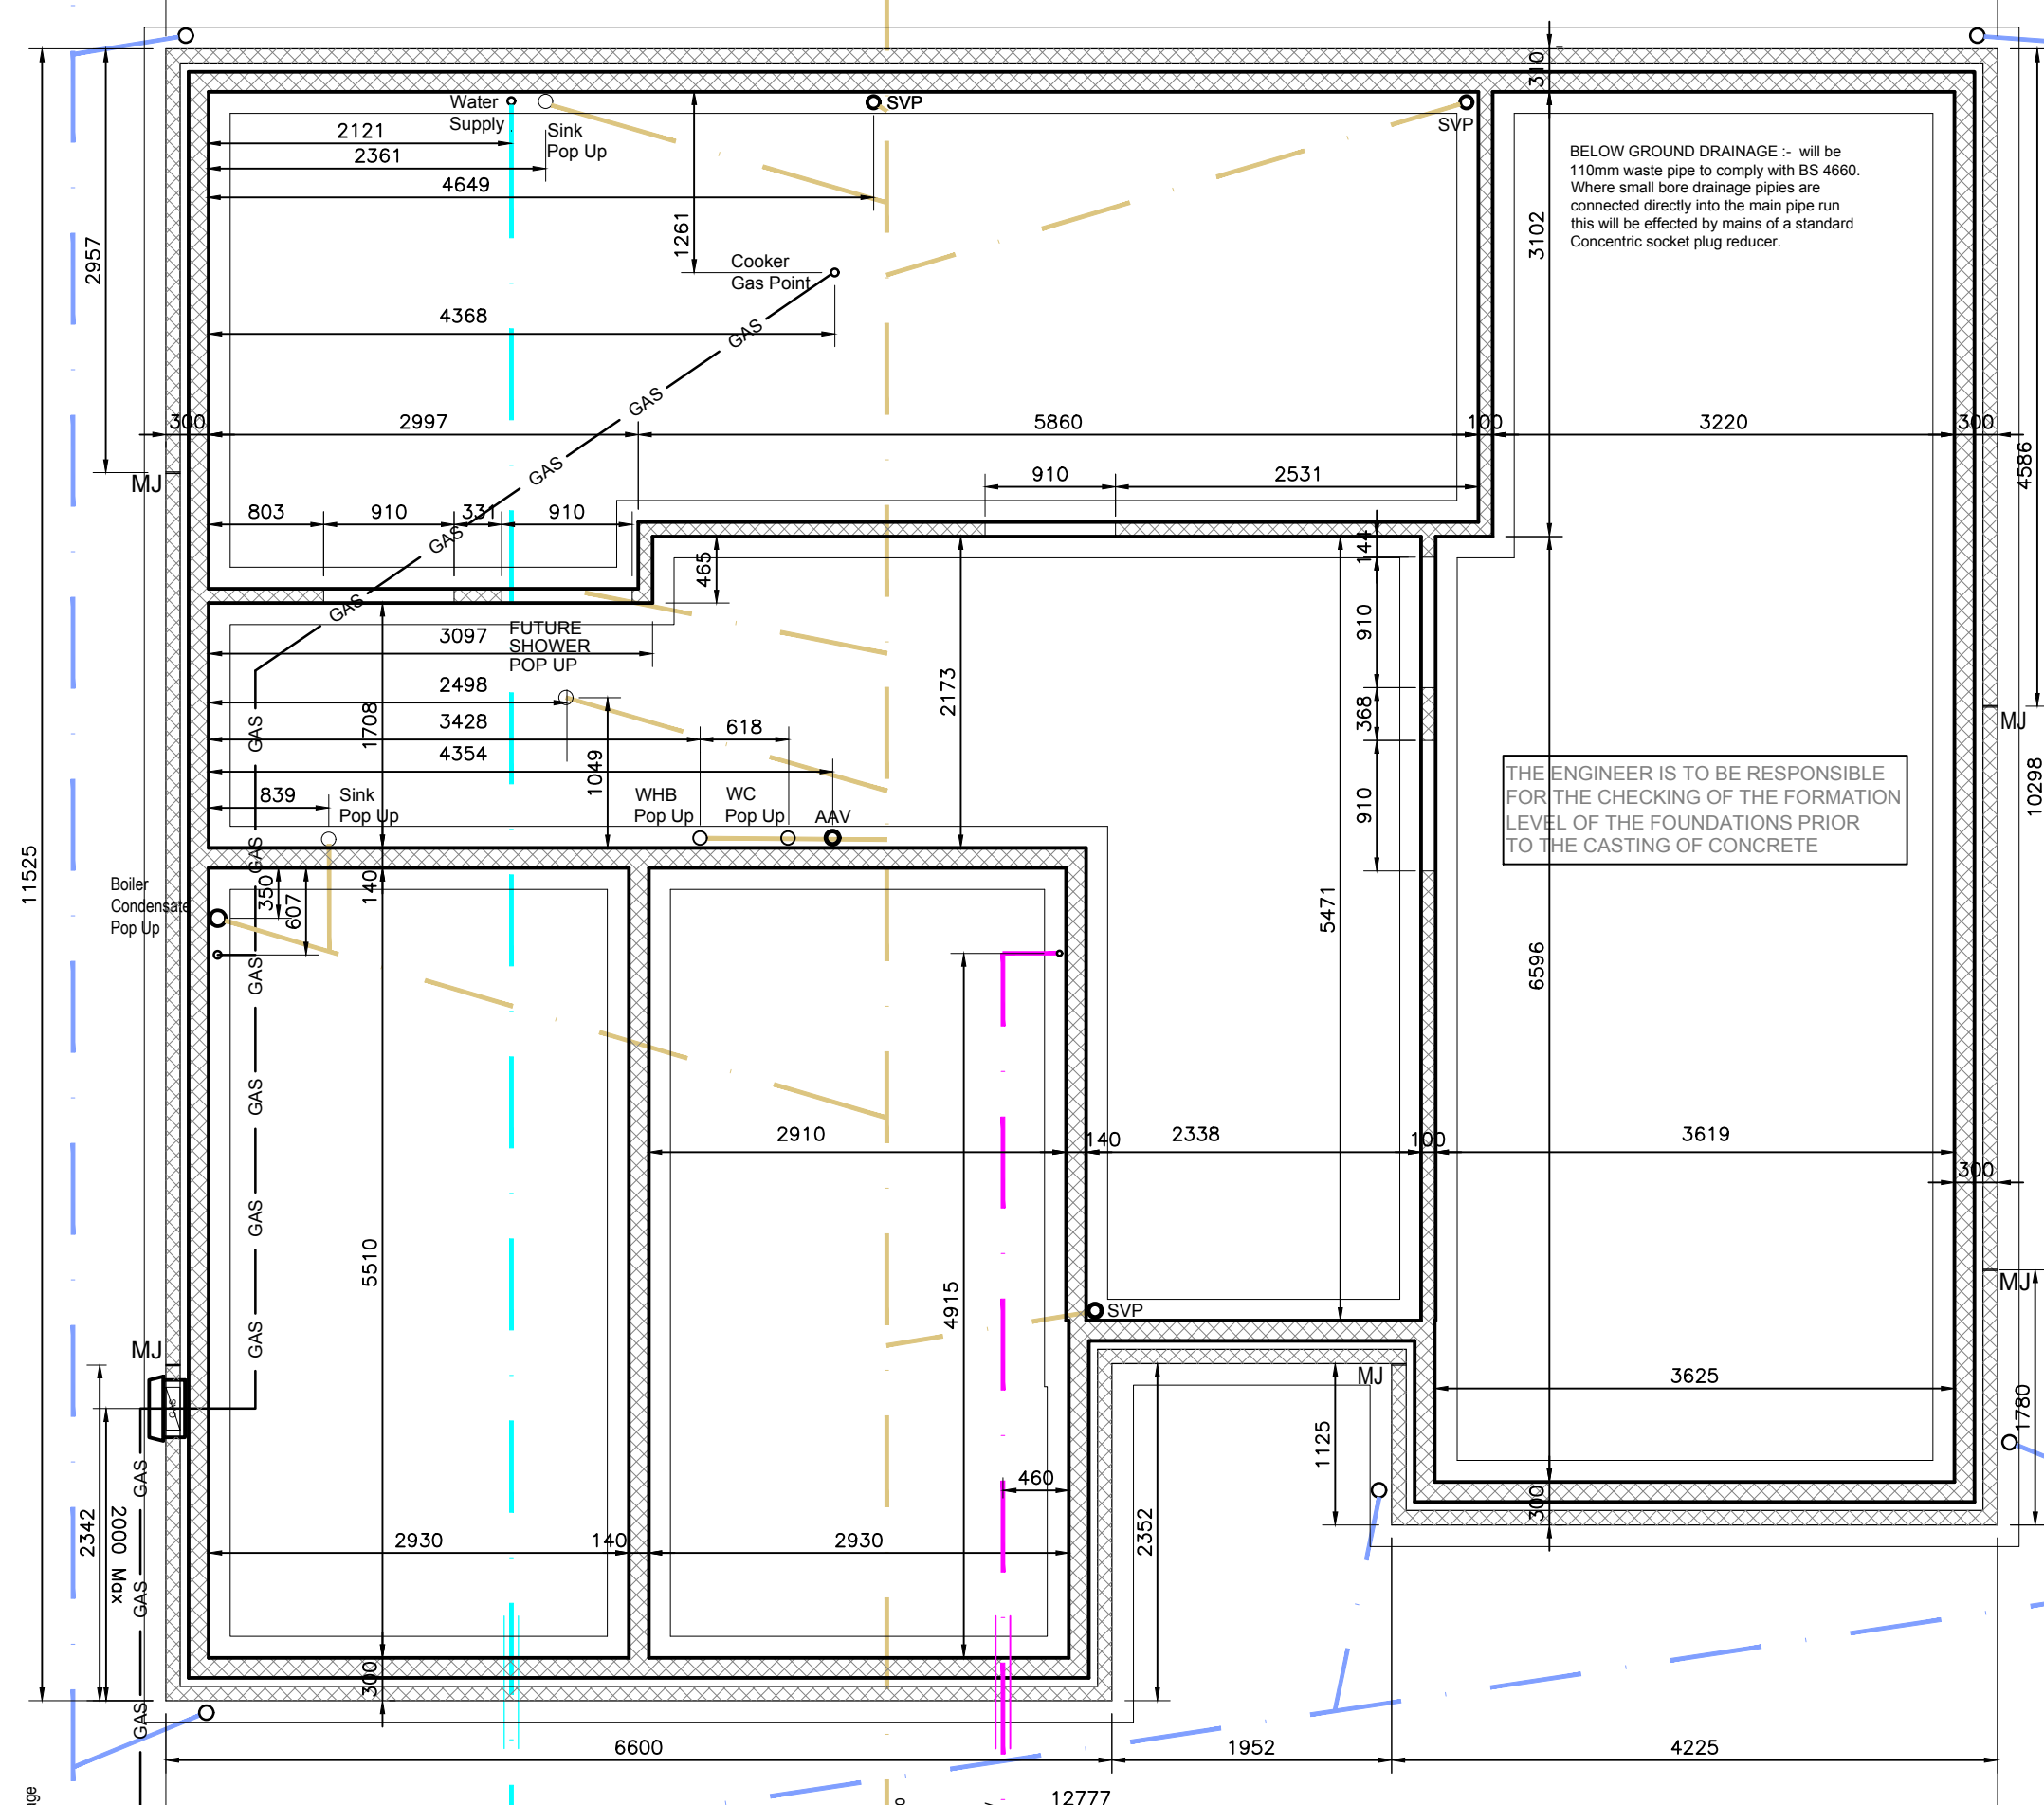 310
Water
Supply
Sink
Pop Up
SVP
SVP
2121
2361
4649
1261
2957
BELOW GROUND DRAINAGE :- will be
110mm waste pipe to comply with BS 4660.
Where small bore drainage pipies are
connected directly into the main pipe run
this will be effected by mains of a standard
Concentric socket plug reducer.
3102
Cooker
Gas Point
4368
GAS
GAS
GAS
GAS
GAS
300
2997
5860
100
3220
300
4586
MJ
910
2531
803
910
331
910
144
465
3097
FUTURE
SHOWER
POP UP
2498
1708
3428
618
4354
1049
2173
910
368
910
MJ
10298
839
Sink
Pop Up
WHB
Pop Up
WC
Pop Up
AAV
THE ENGINEER IS TO BE RESPONSIBLE
FOR THE CHECKING OF THE FORMATION
LEVEL OF THE FOUNDATIONS PRIOR
TO THE CASTING OF CONCRETE
11525
Boiler
Condensate
Pop Up
350
607
140
GAS
GAS
GAS
GAS
GAS
GAS
5471
6596
2910
140
2338
100
3619
300
5510
4915
SVP
MJ
MJ
MJ
GAS
3625
1780
1125
460
2352
300
2342
2000 Max
GAS
GAS
GAS
2930
140
2930
300
6600
1952
4225
12777